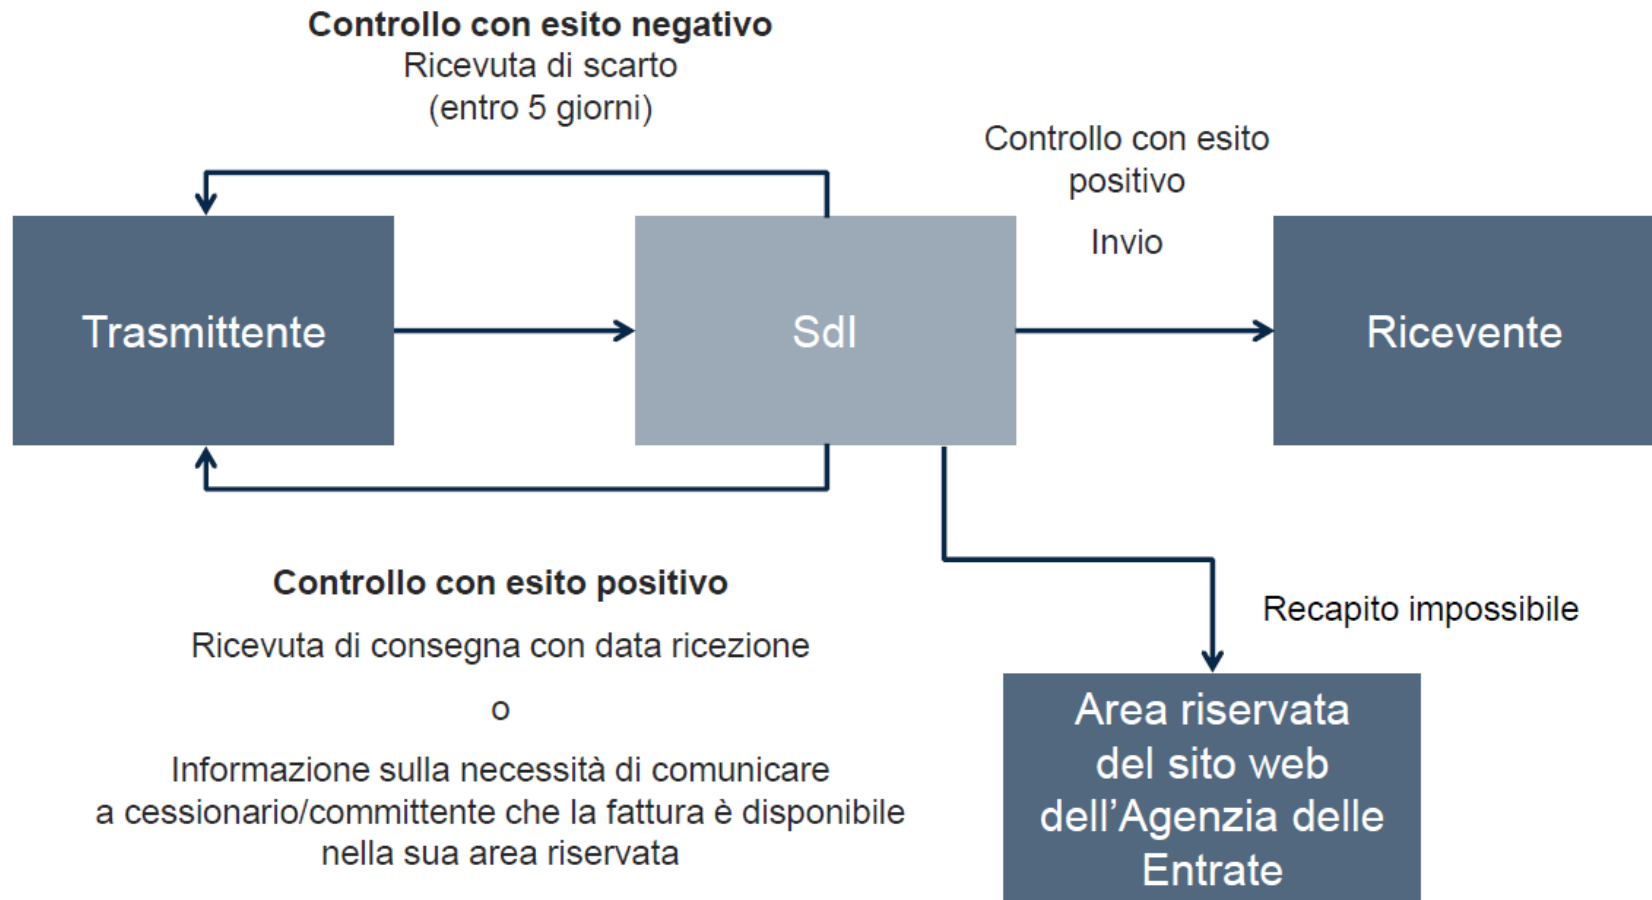 Controllo con esito negativo
Ricevuta di scarto
(entro 5 giorni)
Controllo con esito
positivo
Invio
Trasmittente
SdI
Ricevente
Controllo con esito positivo
Ricevuta di consegna con data ricezione
o
Informazione sulla necessità di comunicare
a cessionario/committente che la fattura è disponibile
nella sua area riservata
Recapito impossibile
Area riservata
del sito web
dell’Agenzia delle
Entrate